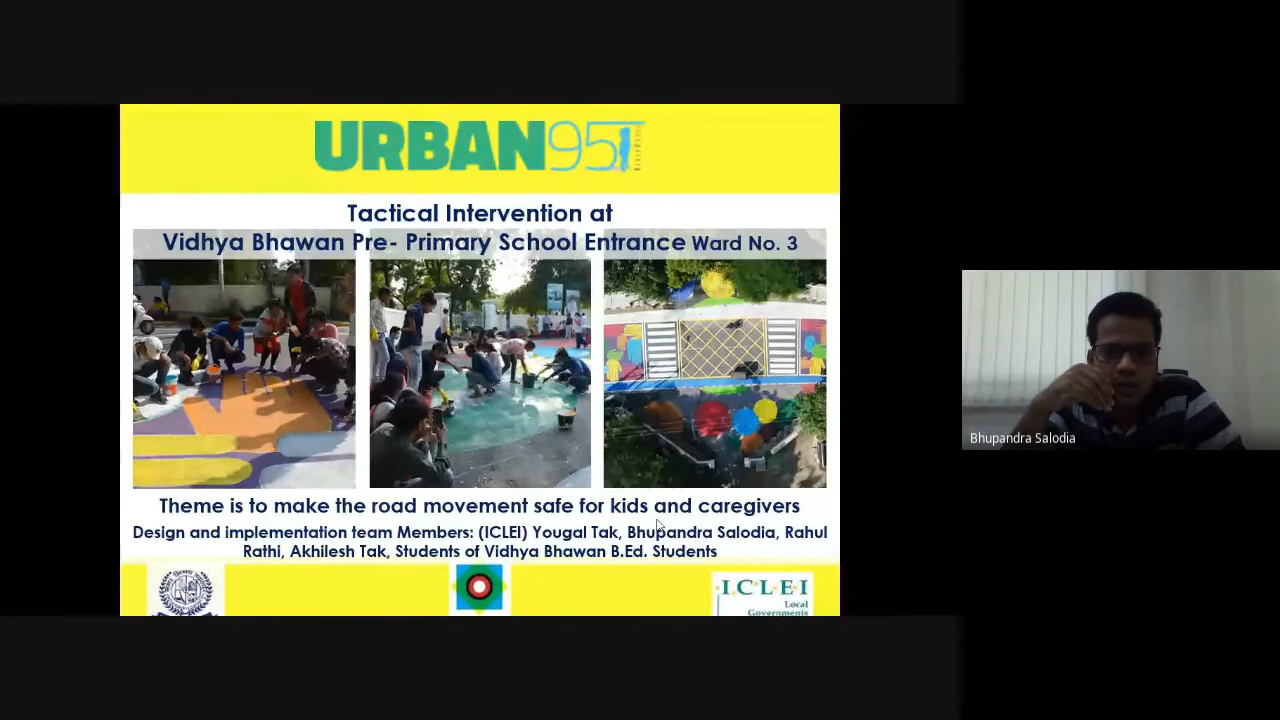 URBAN95
Tactical Intervention at
Vidhya Bhawan Pre- Primary School Entrance Ward No. 3
Theme is to make the road movement safe for kids and caregivers
Design and implementation team Members: (ICLEI) Yougal Tak, Bhupandra Salodia, Rahul
Rathi, Akhilesh Tak, Students of Vidhya Bhawan B.Ed. Students
ICLEI
Local
Governments
Bhupandra Salodia